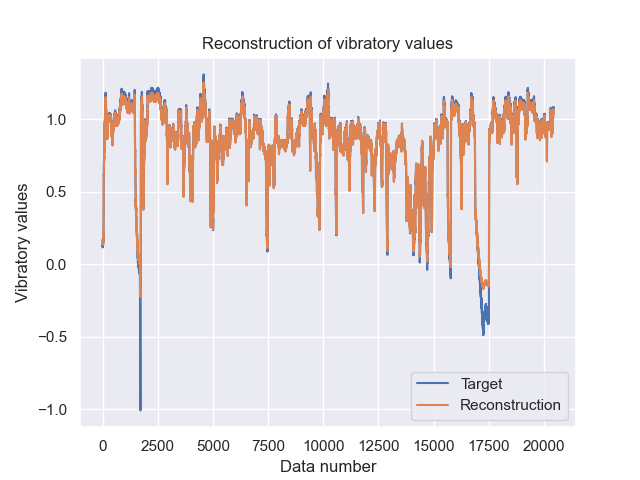 Reconstruction of vibratory values
Vibratory values
1.0
0.5
0.0
−0.5
−1.0
0 2500 5000 7500 10000 12500 15000 17500 20000
Data number
Target
Reconstruction